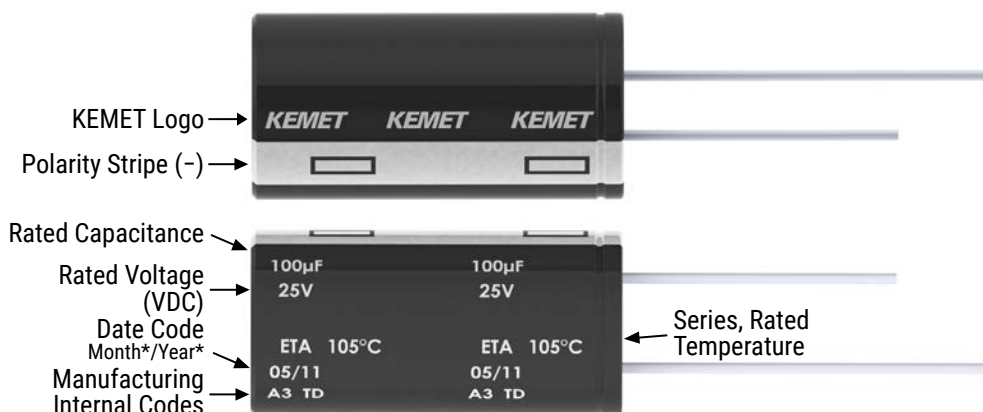 KEMET Logo
KEMET KEMET KEMET
Polarity Stripe (−)
Rated Capacitance
100µF 100µF
Rated Voltage
(VDC)
25V 25V
Date Code
Month*/Year*
ETA 105°C ETA 105°C
Series, Rated
Temperature
05/11 05/11
Manufacturing
Internal Codes
A3 TD A3 TD